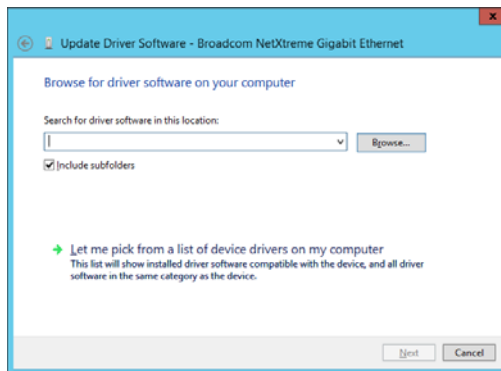 Update Driver Software - Broadcom NetXtreme Gigabit Ethernet
Browse for driver software on your computer
Search for driver software in this location:
Browse...
Include subfolders
Let me pick from a list of device drivers on my computer
This list will show installed driver software compatible with the device, and all driver
software in the same category as the device.
Next Cancel